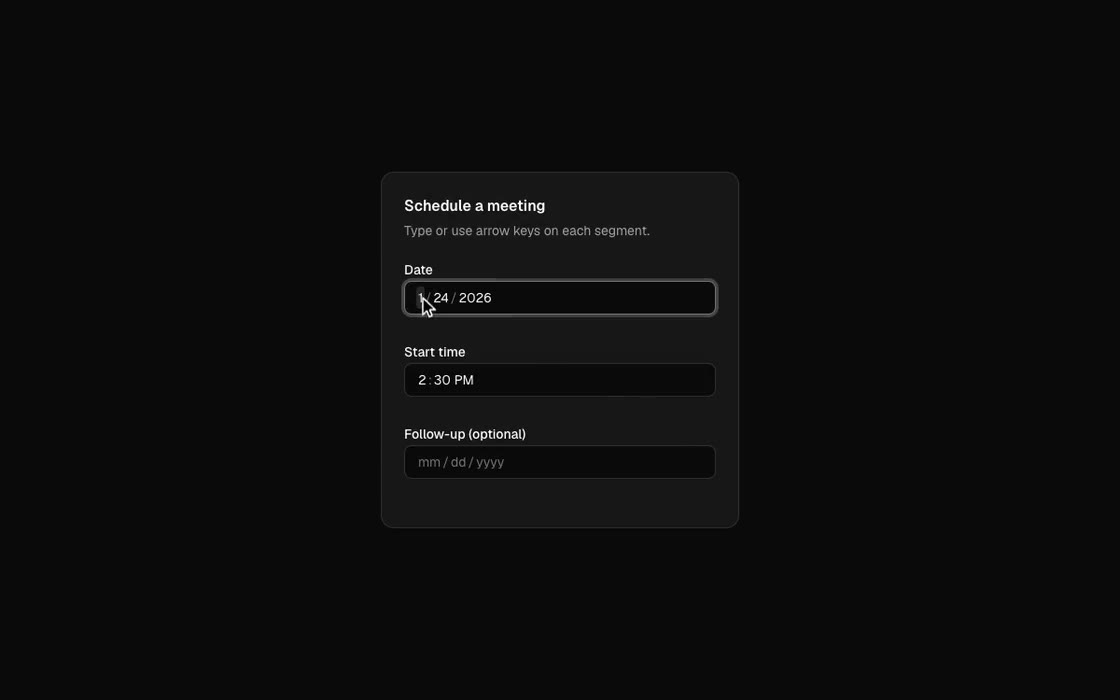 Schedule a meeting
Type or use arrow keys on each segment.
Date
1 / 24 / 2026
Start time
2 : 30 PM
Follow-up (optional)
mm / dd / yyyy